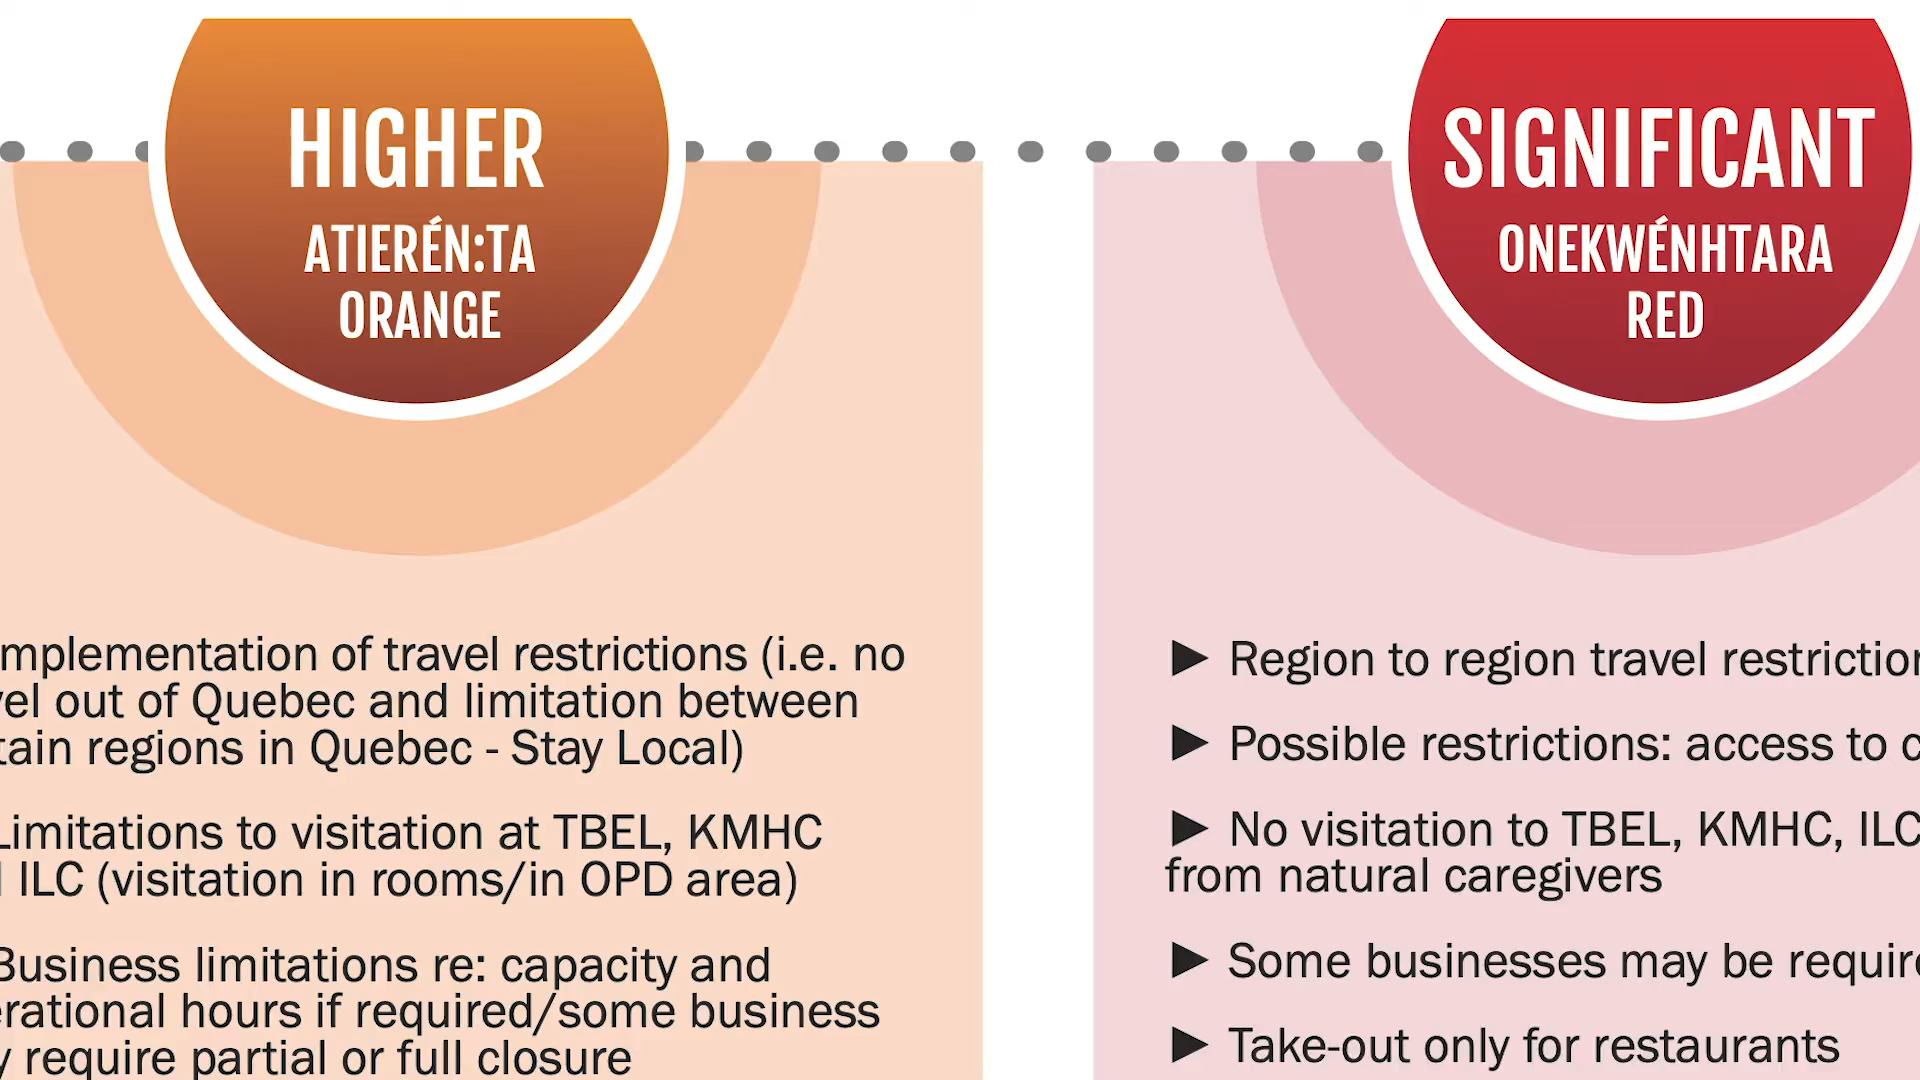 HIGHER
ATIERÉN:TA
ORANGE
mplementation of travel restrictions (i.e. no
vel out of Quebec and limitation between
tain regions in Quebec - Stay Local)
Limitations to visitation at TBEL, KMHC
ILC (visitation in rooms/in OPD area)
Business limitations re: capacity and
erational hours if required/some business
y require partial or full closure
SIGNIFICANT
ONEKWÉNHTARA
RED
► Region to region travel restriction
► Possible restrictions: access to c
► No visitation to TBEL, KMHC, ILC
from natural caregivers
► Some businesses may be require
► Take-out only for restaurants